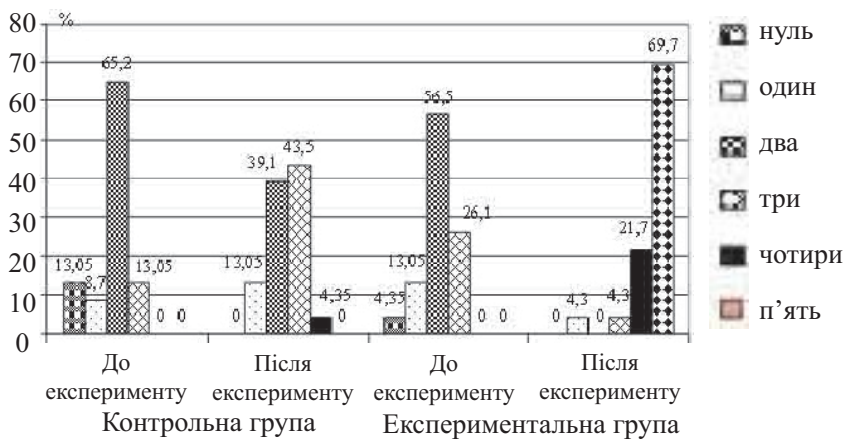 80
%
70
60
50
40
30
20
10
0
13,05
8,7
65,2
13,05
0
0
0
13,05
39,1
43,5
4,35
0
4,35
13,05
56,5
26,1
0
0
0
4,3
0
4,3
21,7
69,7
До
експерименту
Після
експерименту
До
експерименту
Після
експерименту
Контрольна група
Експериментальна група
нуль
один
два
три
чотири
п’ять